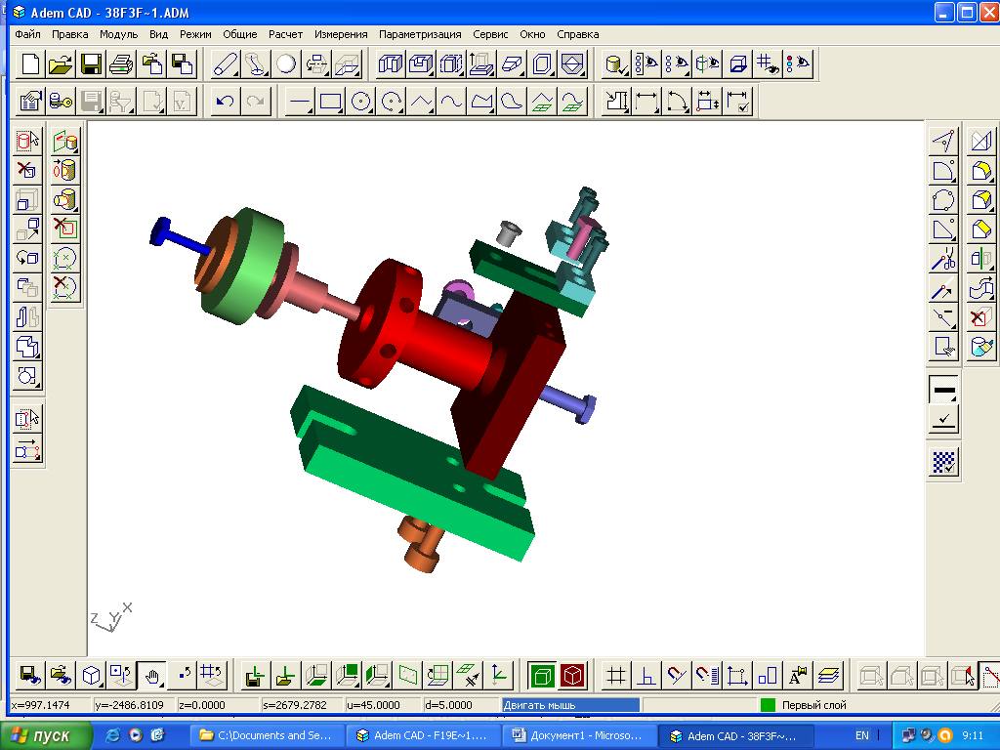 Adem CAD - 38F3F~1.ADM
Файл Правка Модуль Вид Режим Общие Расчет Измерения Параметризация Сервис Окно Справка
Z Y X
x=997.1474 y=-2486.8109 z=0.0000 s=2679.2782 u=45.0000 d=5.0000 Двигать мышь Первый слой
пуск C:\Documents and Se... Adem CAD - F19E~1.... Документ1 - Microso... Adem CAD - 38F3F~... EN 9:11